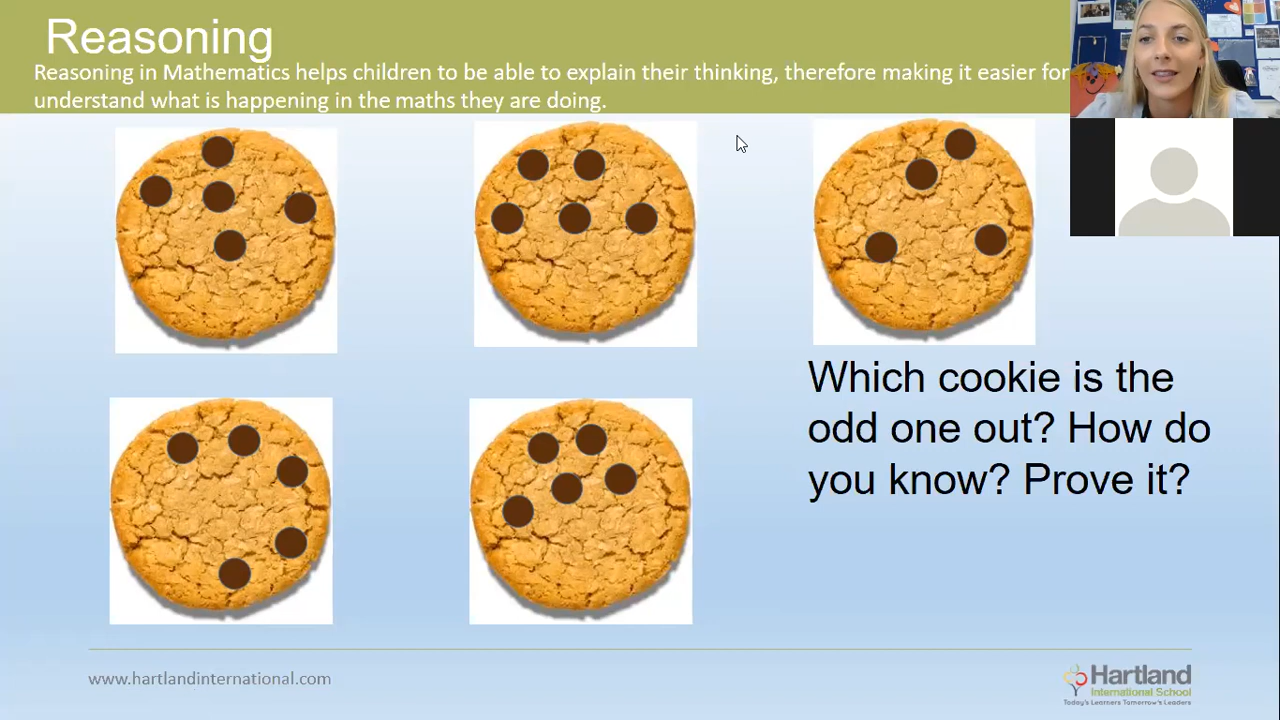 Reasoning
Reasoning in Mathematics helps children to be able to explain their thinking, therefore making it easier for
understand what is happening in the maths they are doing.
Which cookie is the
odd one out? How do
you know? Prove it?
www.hartlandinternational.com
Hartland
International School
Today's Learners Tomorrow's Leaders